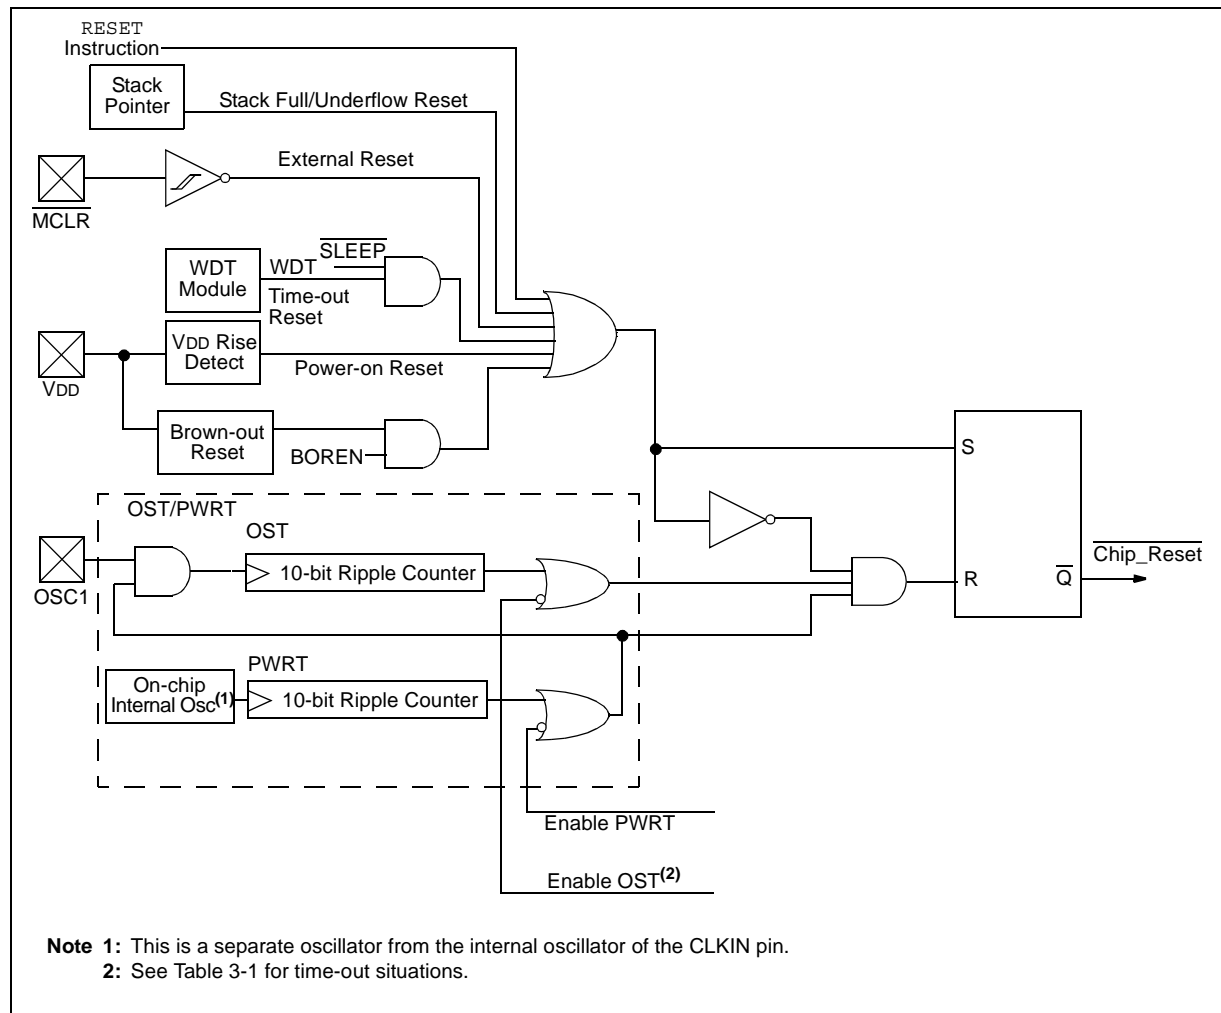 RESET
Instruction
Stack
Pointer
Stack Full/Underflow Reset
External Reset
MCLR
SLEEP
WDT
Module
WDT
Time-out
Reset
VDD Rise
Detect
Power-on Reset
VDD
Brown-out
Reset
BOREN
S
OST/PWRT
OST
10-bit Ripple Counter
OSC1
R
Q
Chip_Reset
PWRT
On-chip
Internal Osc(1)
10-bit Ripple Counter
Enable PWRT
Enable OST(2)
Note 1: This is a separate oscillator from the internal oscillator of the CLKIN pin.
2: See Table 3-1 for time-out situations.